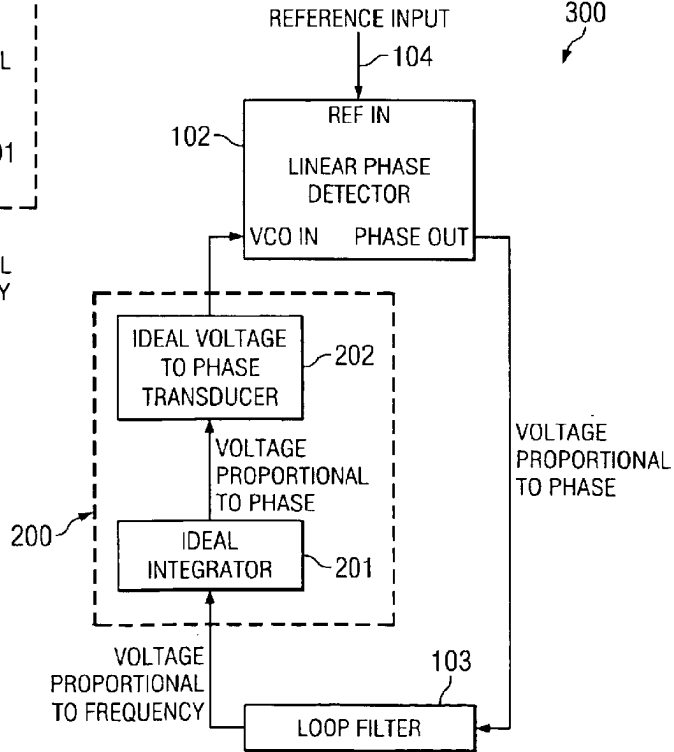 REFERENCE INPUT
300
104
L
REF IN
102
LINEAR PHASE
DETECTOR
01
VCO IN PHASE OUT
L
Y
IDEAL VOLTAGE
TO PHASE
TRANSDUCER
202
VOLTAGE
PROPORTIONAL
TO PHASE
VOLTAGE
PROPORTIONAL
TO PHASE
200
IDEAL
INTEGRATOR
201
VOLTAGE
PROPORTIONAL
TO FREQUENCY
103
LOOP FILTER